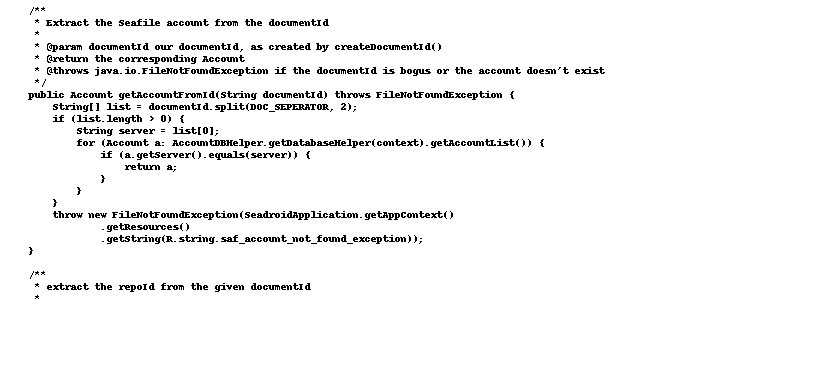 /**
 * Extract the Seafile account from the documentId
 *
 * @param documentId our documentId, as created by createDocumentId()
 * @return the corresponding Account
 * @throws java.io.FileNotFoundException if the documentId is bogus or the account doesn't exist
 */
public Account getAccountFromId(String documentId) throws FileNotFoundException {
    String[] list = documentId.split(DOC_SEPERATOR, 2);
    if (list.length > 0) {
        String server = list[0];
        for (Account a: AccountDBHelper.getDatabaseHelper(context).getAccountList()) {
            if (a.getServer().equals(server)) {
                return a;
            }
        }
    }
    throw new FileNotFoundException(SeadroidApplication.getAppContext()
            .getResources()
            .getString(R.string.saf_account_not_found_exception));
}

/**
 * extract the repoId from the given documentId
 *